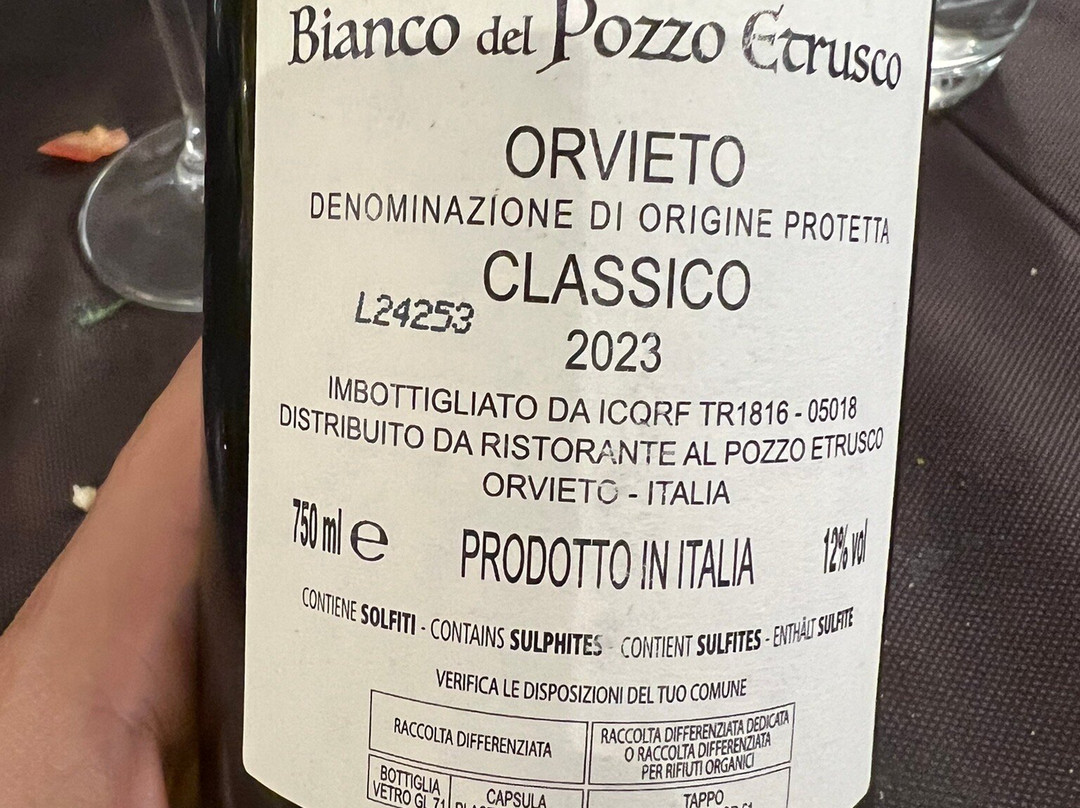 Bianco del Pozzo Etrusco
ORVIETO
DENOMINAZIONE DI ORIGINE PROTETTA
CLASSICO
L24253
2023
IMBOTTIGLIATO DA ICQRF TR1816 - 05018
DISTRIBUITO DA RISTORANTE AL POZZO ETRUSCO
ORVIETO - ITALIA
750 ml e
PRODOTTO IN ITALIA
12% vol
CONTIENE SOLFITI - CONTAINS SULPHITES - CONTIENT SULFITES - ENTHÄLT SULFITE
VERIFICA LE DISPOSIZIONI DEL TUO COMUNE
RACCOLTA DIFFERENZIATA
RACCOLTA DIFFERENZIATA DEDICATA
O RACCOLTA DIFFERENZIATA
PER RIFIUTI ORGANICI
BOTTIGLIA
VETRO GL 71
CAPSULA
TAPPO